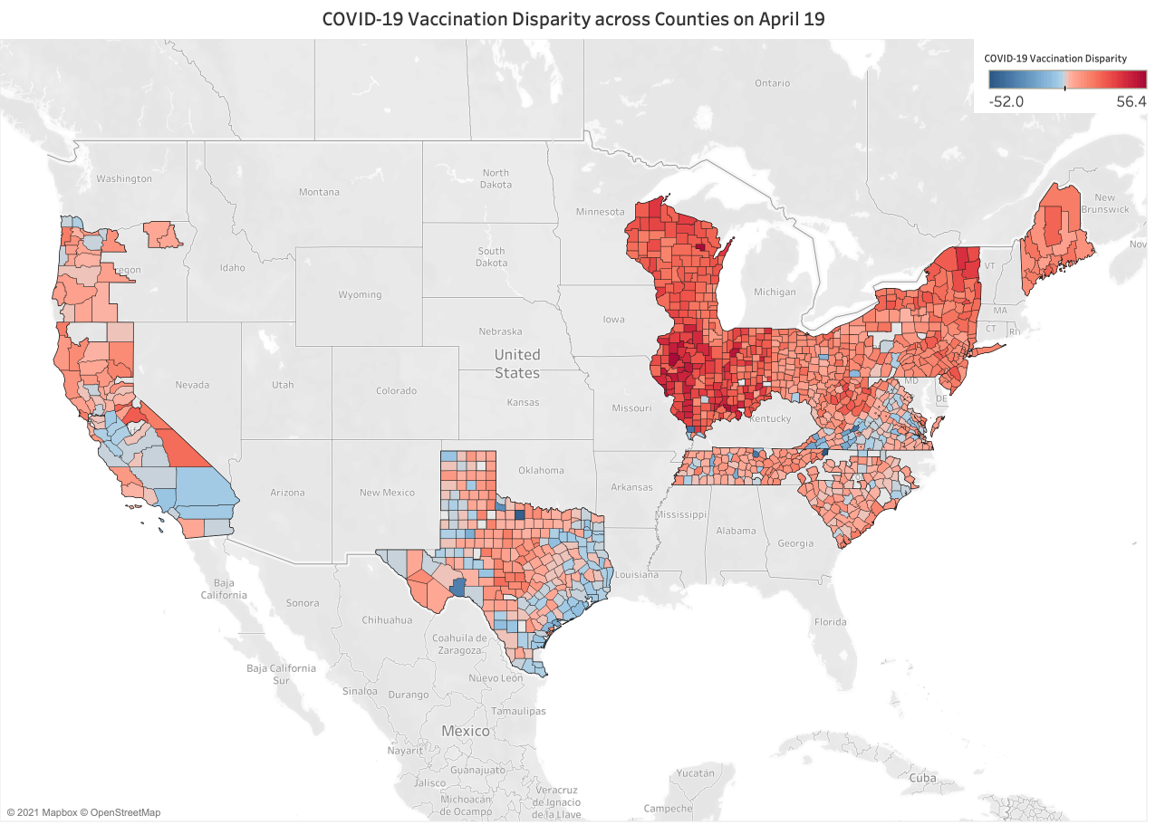 COVID-19 Vaccination Disparity across Counties on April 19
COVID-19 Vaccination Disparity
-52.0
56.4
Ontario
Washington
Montana
North
Dakota
Minnesota
New
Brunswick
Nov
South
Dakota
regon
Idaho
Wyoming
Michigan
VT
MA
CT
Iowa
Nebraska
United
States
Nevada
Utah
Colorado
Kansas
Missouri
Kentucky
MD
DE
Oklahoma
Arkansas
Arizona
New Mexico
Mississippi
Alabama
Georgia
Louisiana
Baja
California
Sonora
Chihuahua
Coahuila de
Zaragoza
Florida
Baja California
Sur
Sinaloa
Durango
Nuevo León
Tamaulipas
Mexico
Nayarit
Guanajuato
Jalisco
Yucatán
Cuba
Michoacán
de Ocampo
Veracruz
de Ignacio
de la Llave
Campeche
© 2021 Mapbox © OpenStreetMap